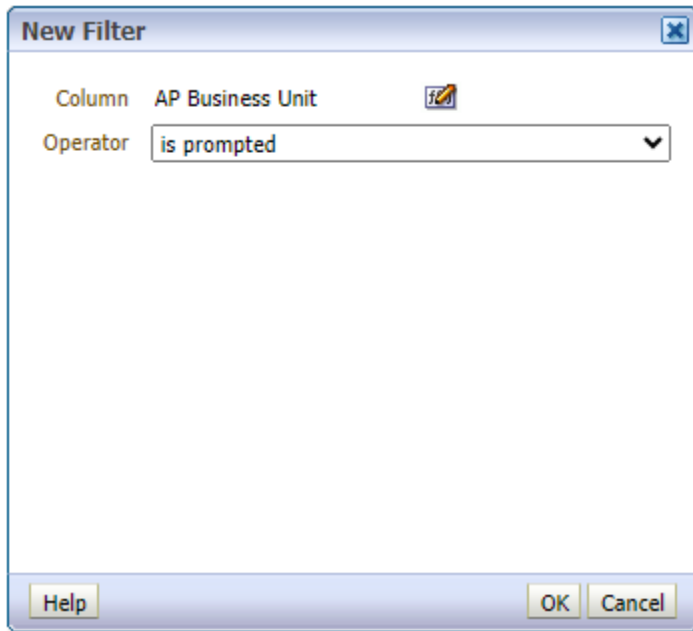 New Filter
Column AP Business Unit
Operator is prompted
Help OK Cancel